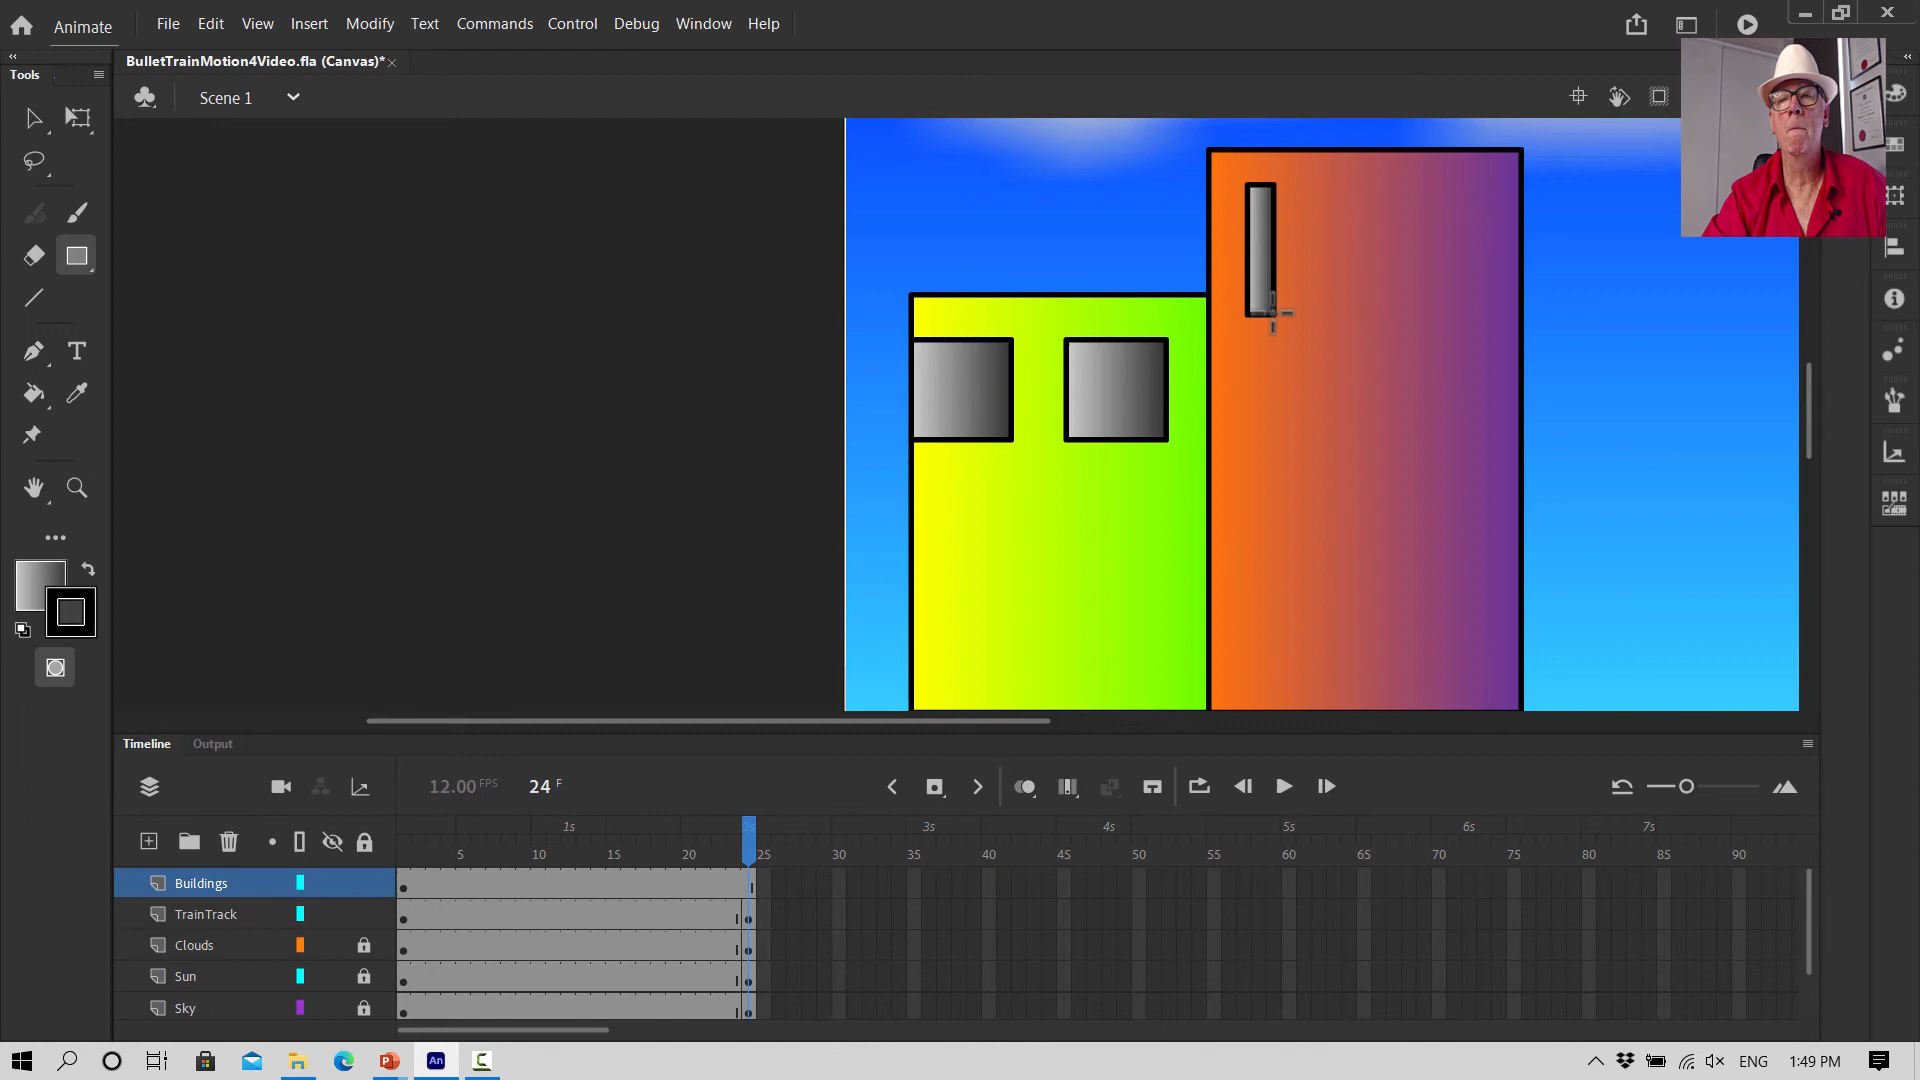 Animate File Edit View Insert Modify Text Commands Control Debug Window Help
BulletTrainMotion4Video.fla (Canvas)*
Tools
Scene 1
T
Timeline Output
12.00 FPS 24 F
1s 2s 3s 4s 5s 6s 7s
5 10 15 20 25 30 35 40 45 50 55 60 65 70 75 80 85 90
Buildings
TrainTrack
Clouds
Sun
Sky
An
ENG 1:49 PM